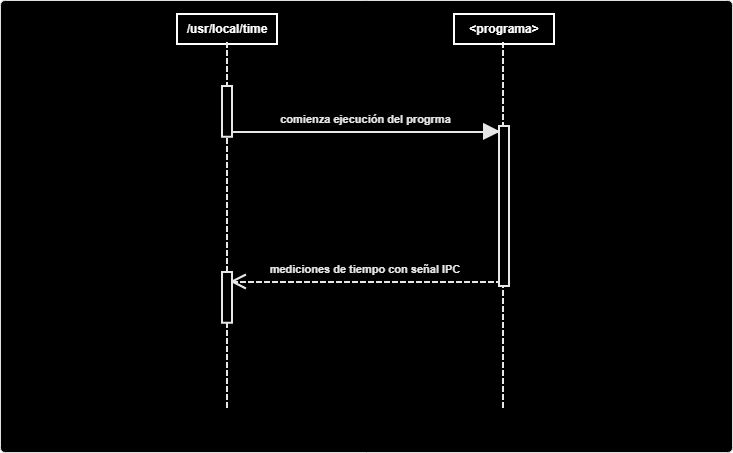 /usr/local/time
<programa>
comienza ejecución del progrma
mediciones de tiempo con señal IPC